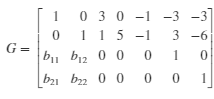 G = [ 1 0 3 0 −1 −3 −3
0 1 1 5 −1 3 −6
b₁₁ b₁₂ 0 0 0 1 0
b₂₁ b₂₂ 0 0 0 0 1 ]